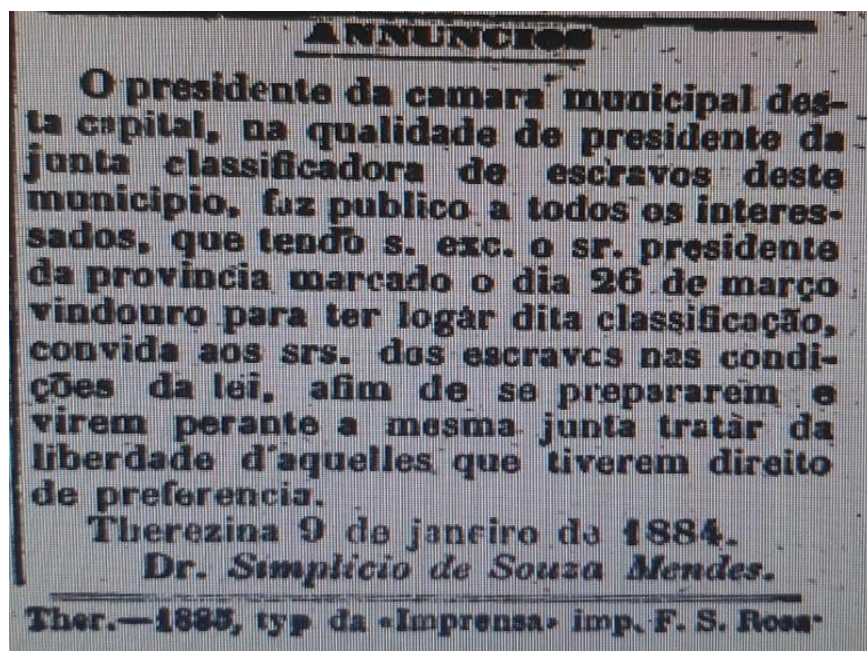 ANNUNCIOS
O presidente da camara municipal des-
ta capital, na qualidade de presidente da
junta classificadora de escravos deste
municipio, faz publico a todos os interes-
sados, que tendo s. exc. o sr. presidente
da provincia marcado o dia 26 de março
vindouro para ter logar dita classificação,
convida aos srs. dos escravos nas condi-
ções da lei, afim de se prepararem e
virem perante a mesma junta tratar da
liberdade d'aquelles que tiverem direito
de preferencia.
Therezina 9 de janeiro de 1884.
Dr. Simplicio de Souza Mendes.
Ther.—1885, typ da «Imprensa» imp. F. S. Rosa